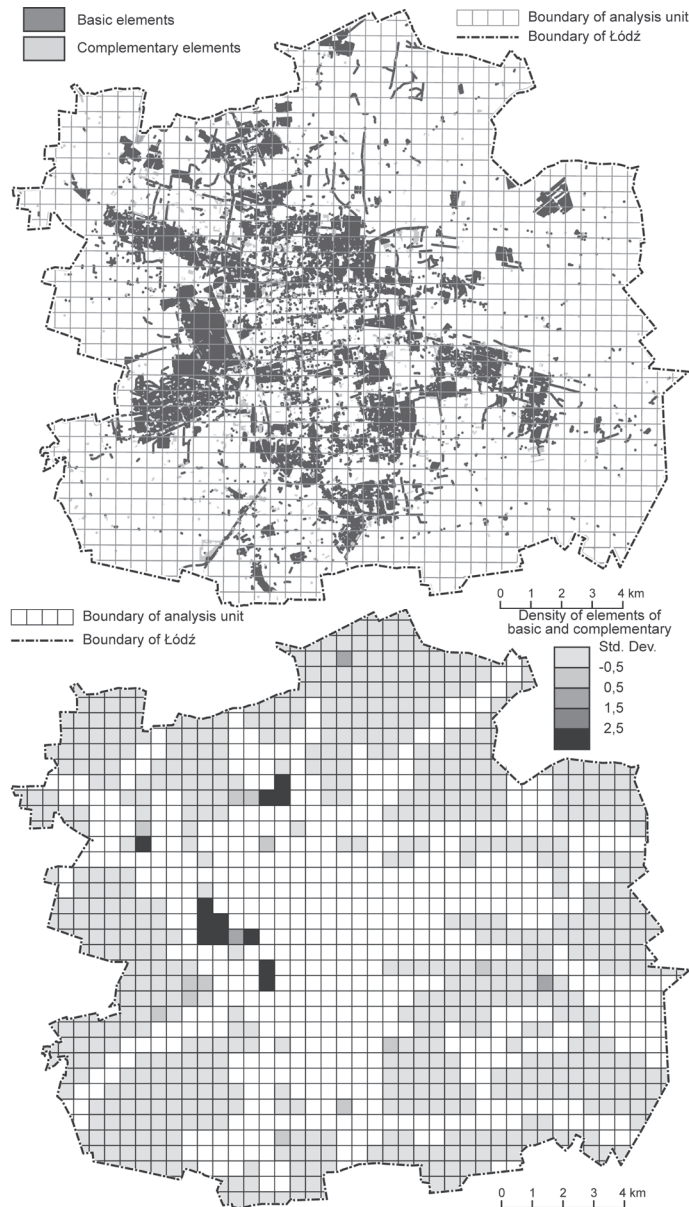 Basic elements
Complementary elements
Boundary of analysis unit
Boundary of Łódź
0 1 2 3 4 km
Boundary of analysis unit
Boundary of Łódź
Density of elements of
basic and complementary
Std. Dev.
-0,5
0,5
1,5
2,5
0 1 2 3 4 km